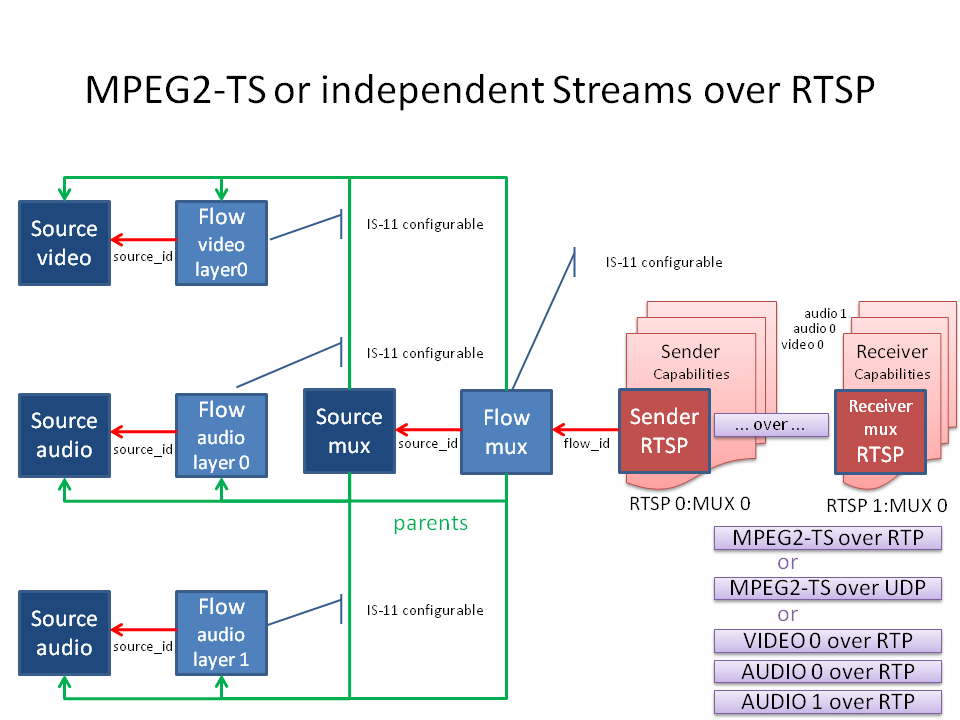 MPEG2-TS or independent Streams over RTSP
Source
video
source_id
Flow
video
layer0
IS-11 configurable
IS-11 configurable
Source
audio
source_id
Flow
audio
layer 0
IS-11 configurable
Source
mux
source_id
Flow
mux
flow_id
Sender
Capabilities
Sender
RTSP
RTSP 0:MUX 0
... over ...
audio 1
audio 0
video 0
Receiver
Capabilities
Receiver
mux
RTSP
RTSP 1:MUX 0
parents
Source
audio
source_id
Flow
audio
layer 1
IS-11 configurable
MPEG2-TS over RTP
or
MPEG2-TS over UDP
or
VIDEO 0 over RTP
AUDIO 0 over RTP
AUDIO 1 over RTP